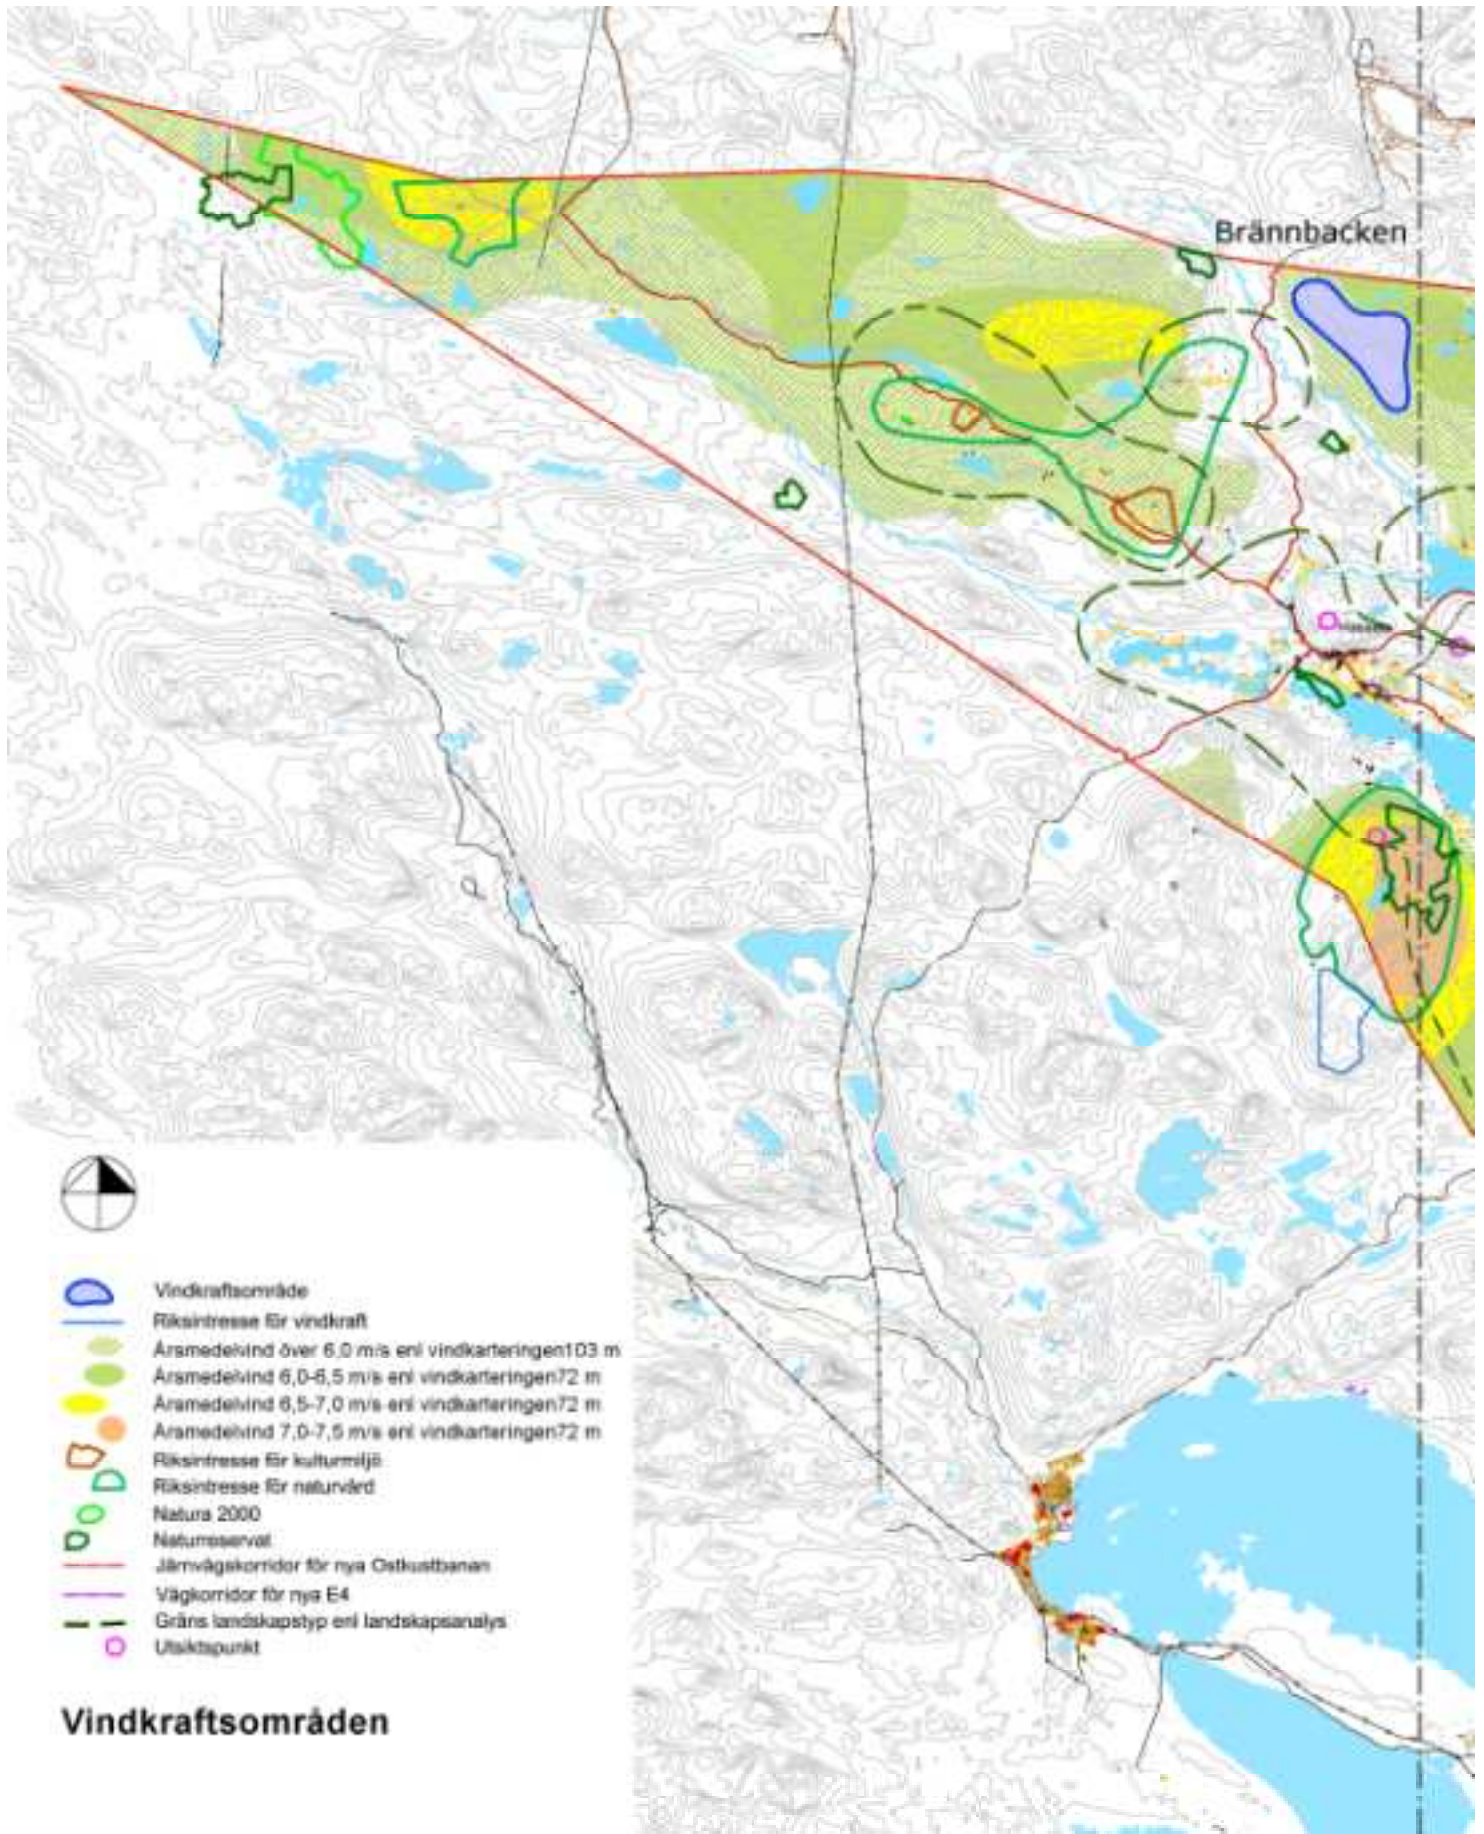 Brännbacken
Vindkraftsområde
Riksintresse för vindkraft
Årsmedelvind över 6,0 m/s enl vindkarteringen103 m
Årsmedelvind 6,0-6,5 m/s enl vindkarteringen72 m
Årsmedelvind 6,5-7,0 m/s enl vindkarteringen72 m
Årsmedelvind 7,0-7,5 m/s enl vindkarteringen72 m
Riksintresse för kulturmiljö
Riksintresse för naturvård
Natura 2000
Naturreservat
Järnvägskorridor för nya Ostkustbanan
Vägkorridor för nya E4
Gräns landskapstyp enl landskapsanalys
Utsiktspunkt
Vindkraftsområden